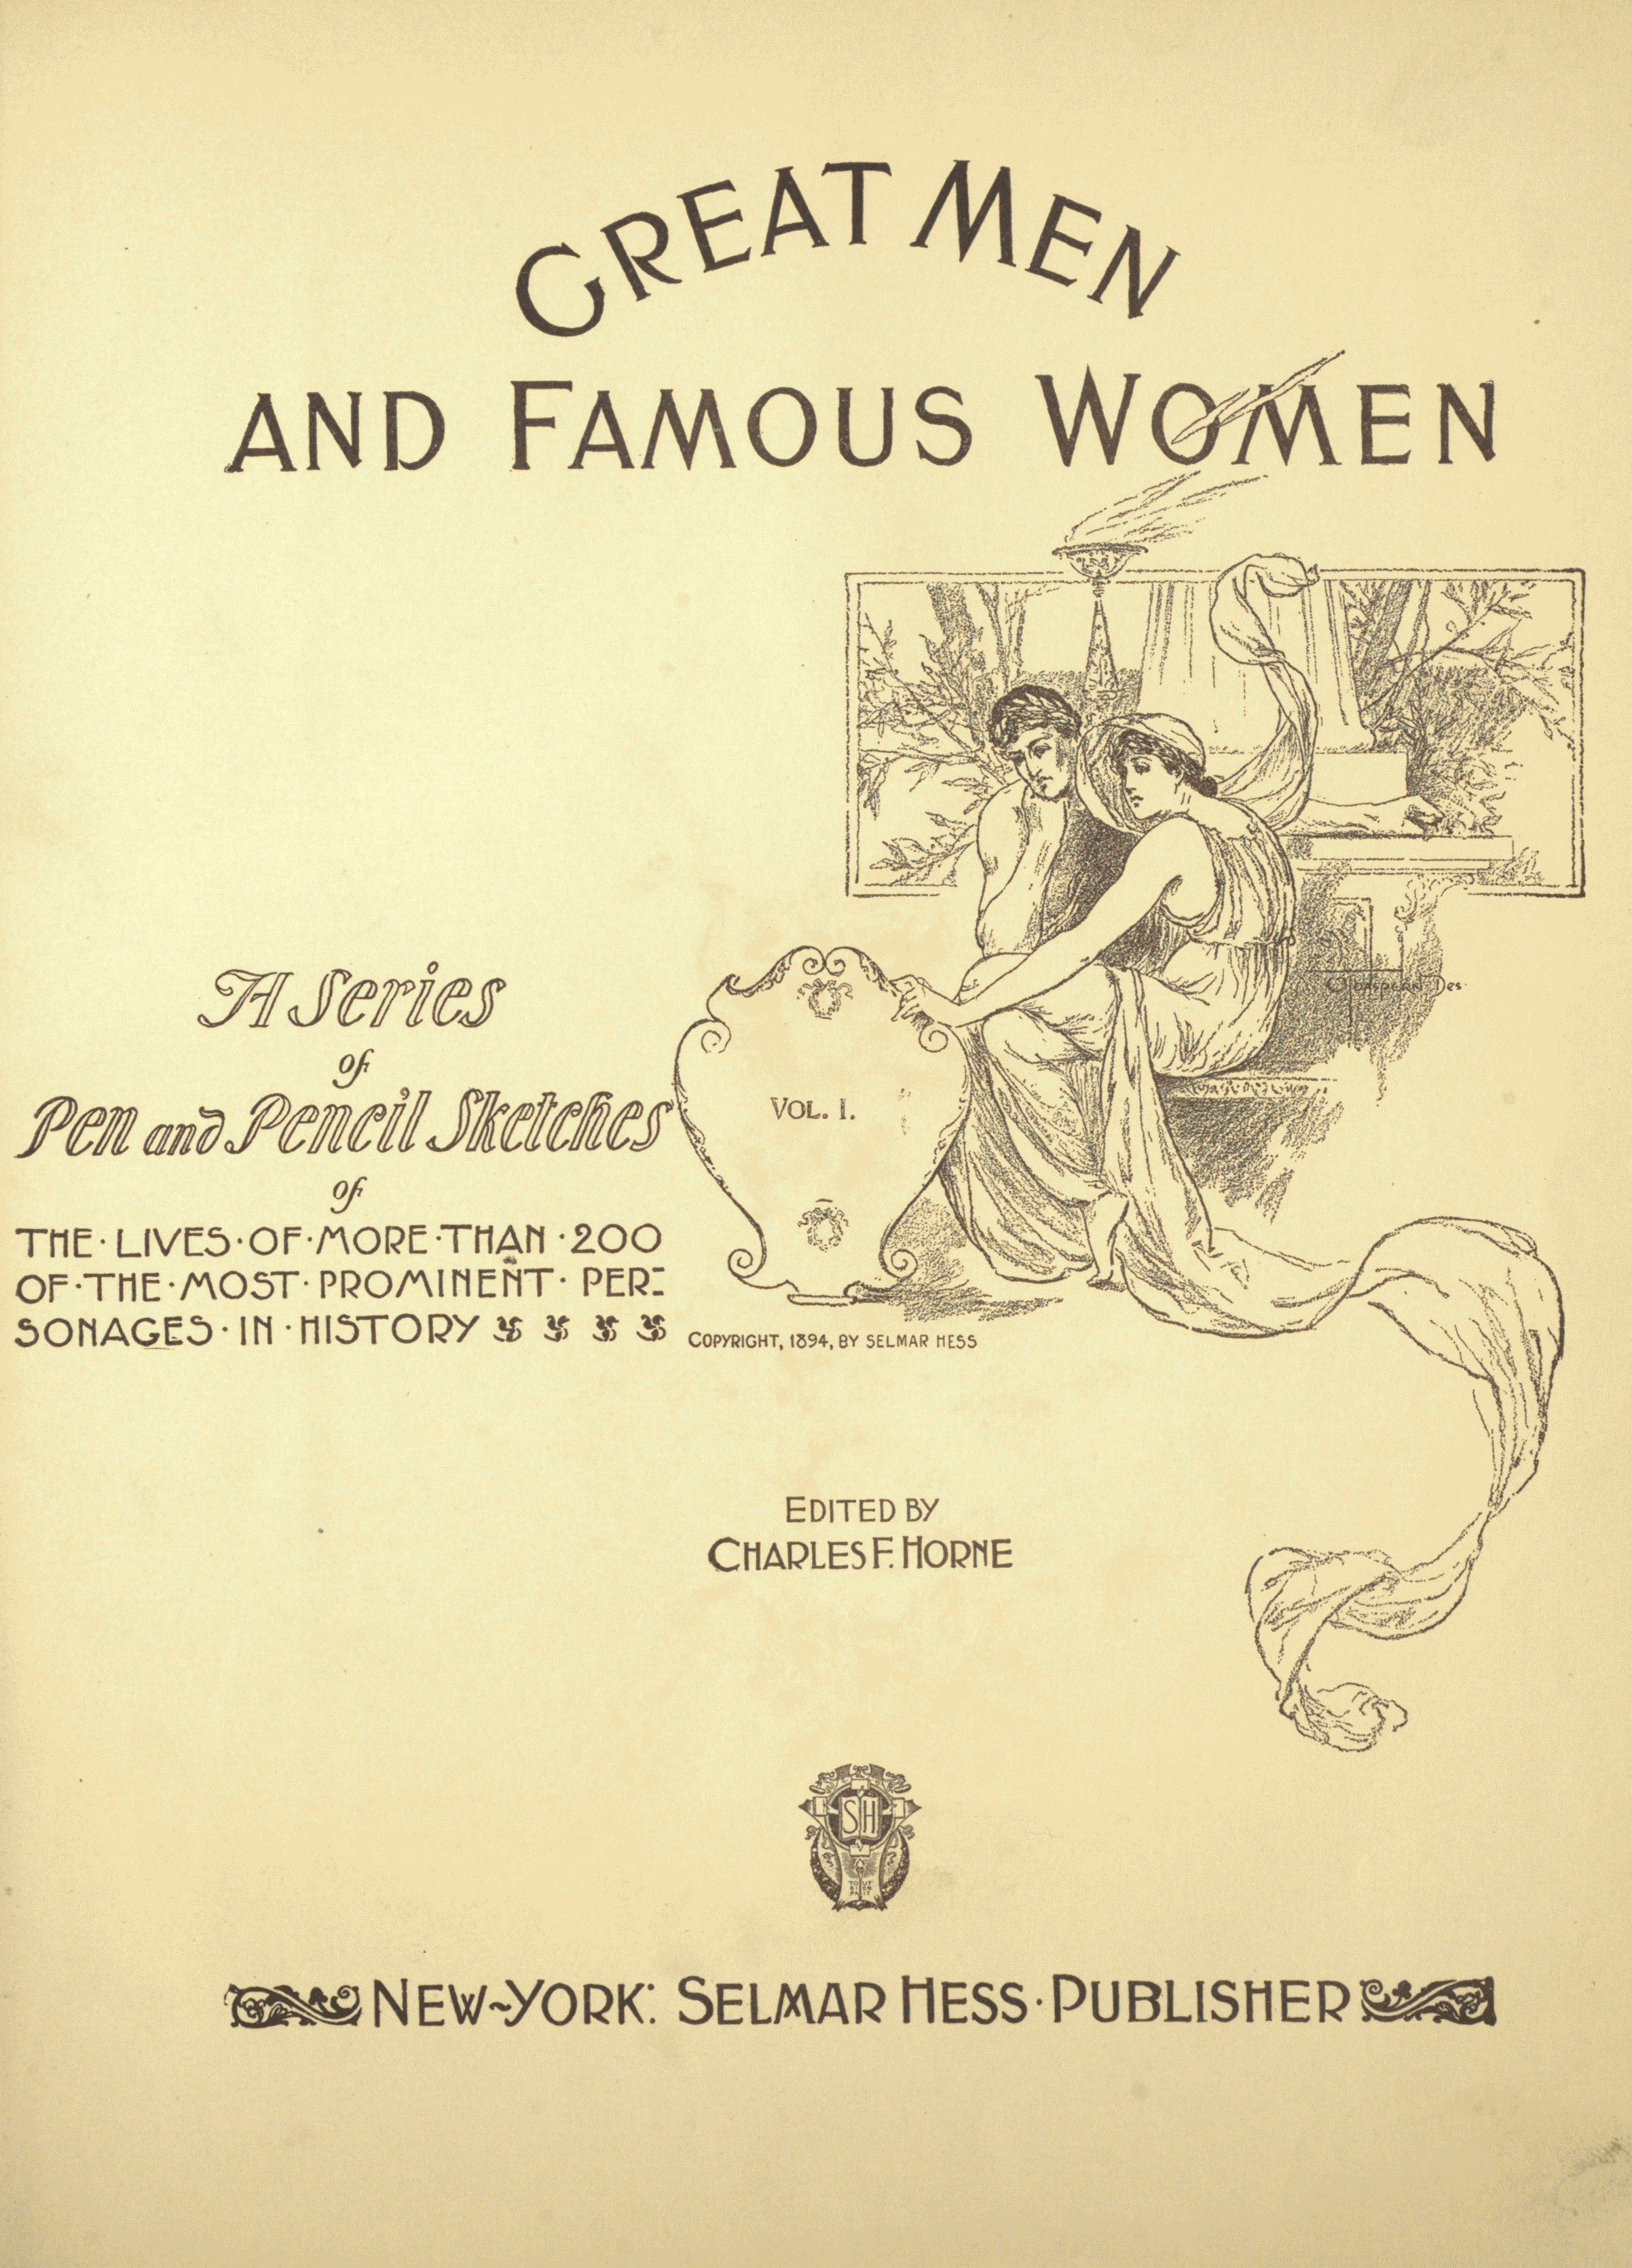 GREAT MEN
AND FAMOUS WOMEN
A Series
of
Pen and Pencil Sketches
of
THE·LIVES·OF·MORE·THAN·200
OF·THE·MOST·PROMINENT·PER-
SONAGES·IN·HISTORY
VOL. I.
Des
COPYRIGHT, 1894, BY SELMAR HESS
EDITED BY
CHARLES F. HORNE
SH
NEW-YORK: SELMAR HESS·PUBLISHER